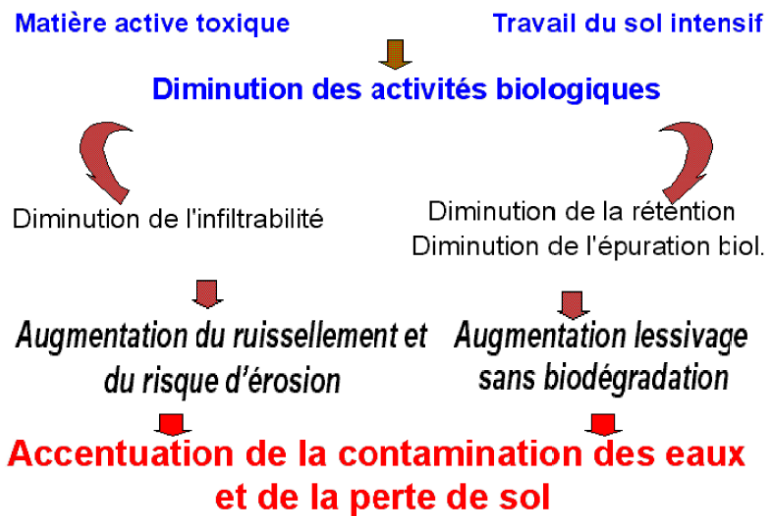 Matière active toxique
Travail du sol intensif
Diminution des activités biologiques
Diminution de l'infiltrabilité
Diminution de la rétention
Diminution de l'épuration biol.
Augmentation du ruissellement et
du risque d’érosion
Augmentation lessivage
sans biodégradation
Accentuation de la contamination des eaux
et de la perte de sol